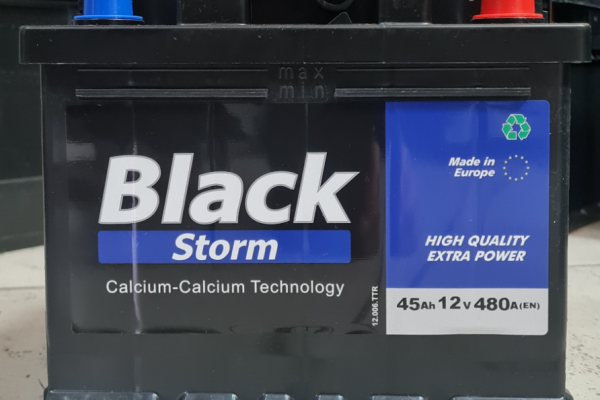 max
min
Black
Storm
Calcium-Calcium Technology
12.006.TTR
Made in
Europe
HIGH QUALITY
EXTRA POWER
45Ah 12v 480A(EN)